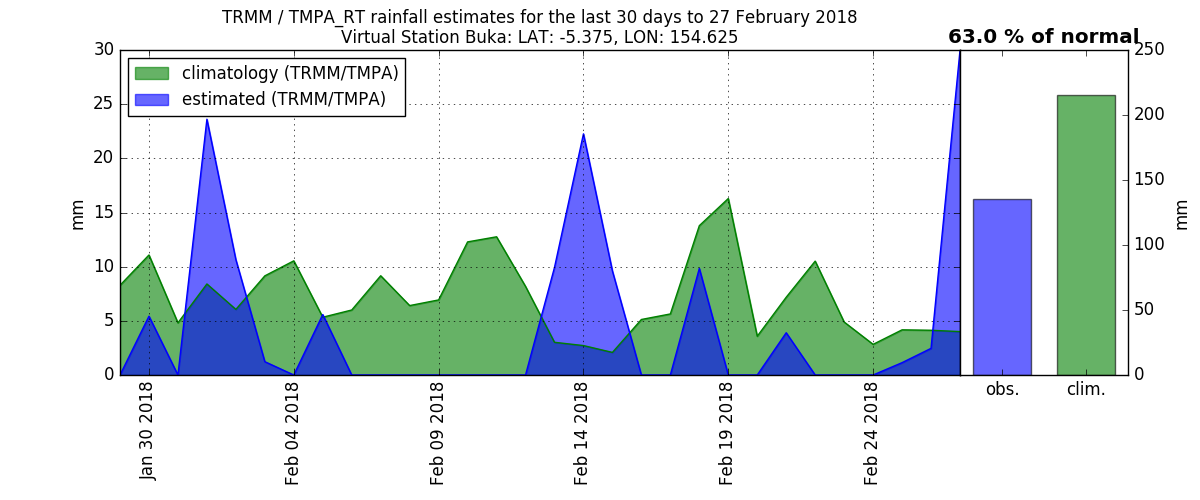 TRMM / TMPA_RT rainfall estimates for the last 30 days to 27 February 2018
Virtual Station Buka: LAT: -5.375, LON: 154.625
63.0 % of normal
climatology (TRMM/TMPA)
estimated (TRMM/TMPA)
30
25
20
15
10
5
0
mm
Jan 30 2018
Feb 04 2018
Feb 09 2018
Feb 14 2018
Feb 19 2018
Feb 24 2018
obs.
clim.
250
200
150
100
50
0
mm